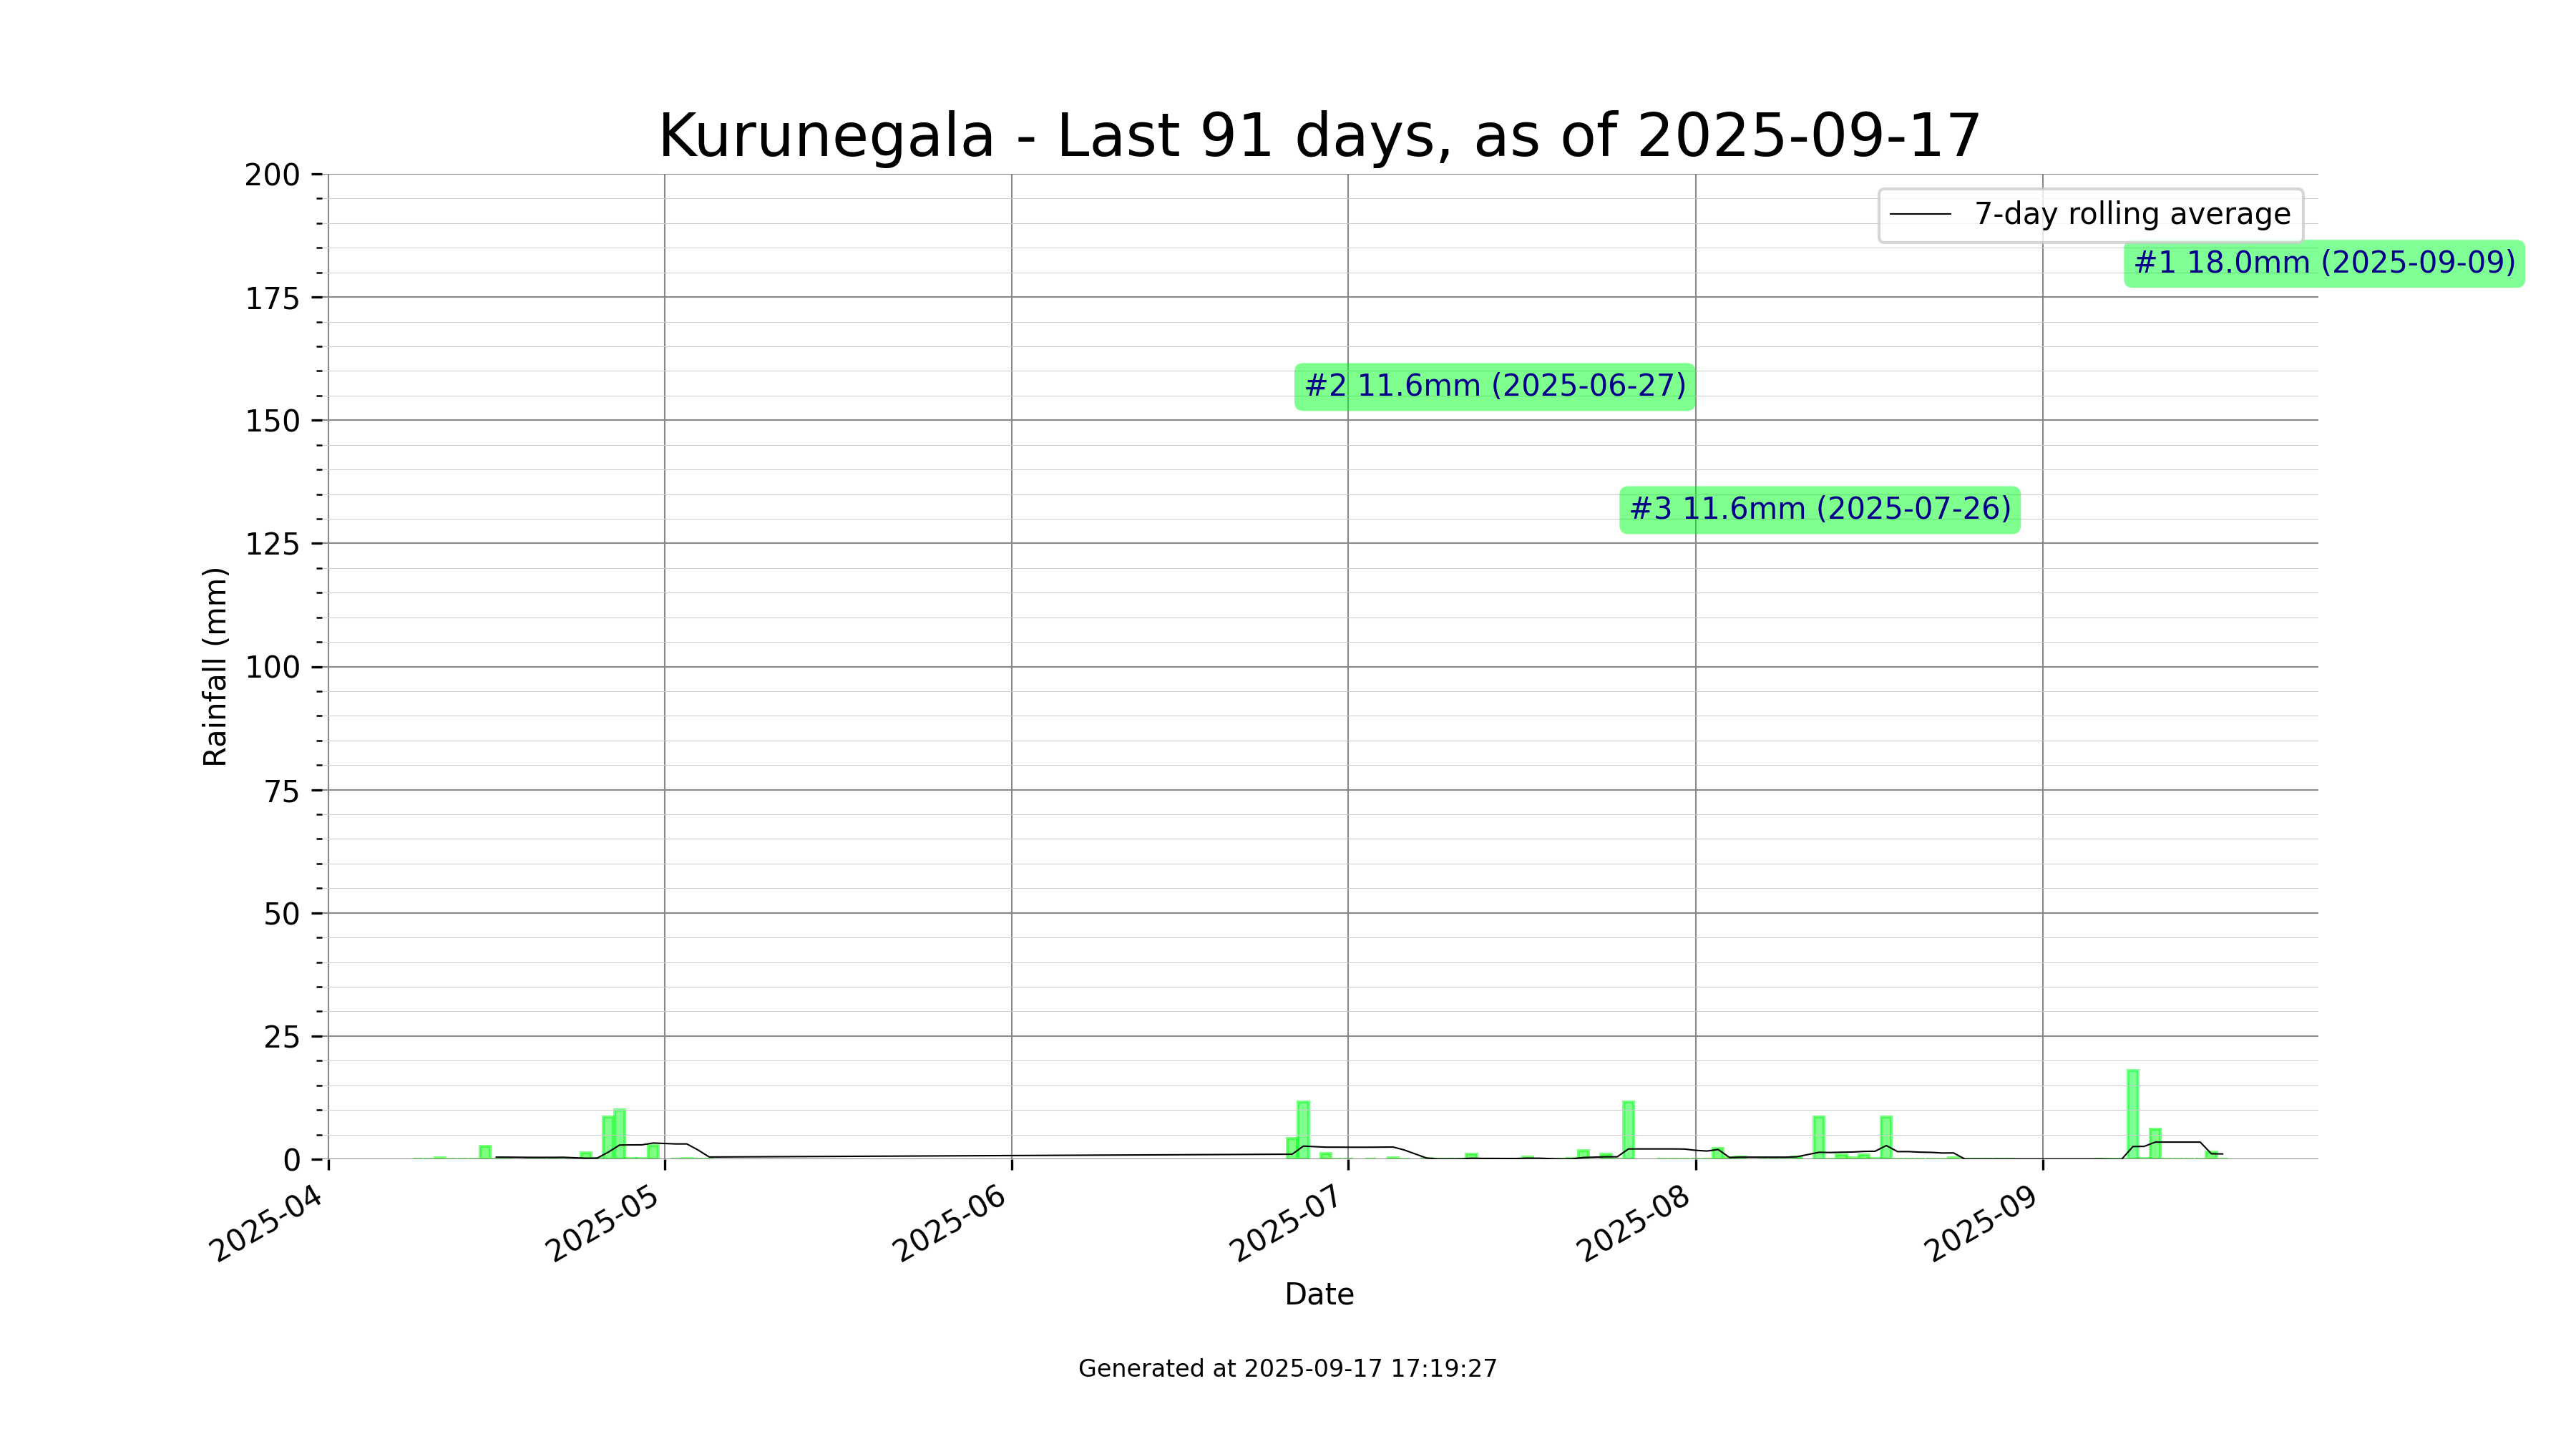 Kurunegala - Last 91 days, as of 2025-09-17
200
175
150
125
100
75
50
25
0
Rainfall (mm)
7-day rolling average
#1 18.0mm (2025-09-09)
#2 11.6mm (2025-06-27)
#3 11.6mm (2025-07-26)
2025-04
2025-05
2025-06
2025-07
2025-08
2025-09
Date
Generated at 2025-09-17 17:19:27